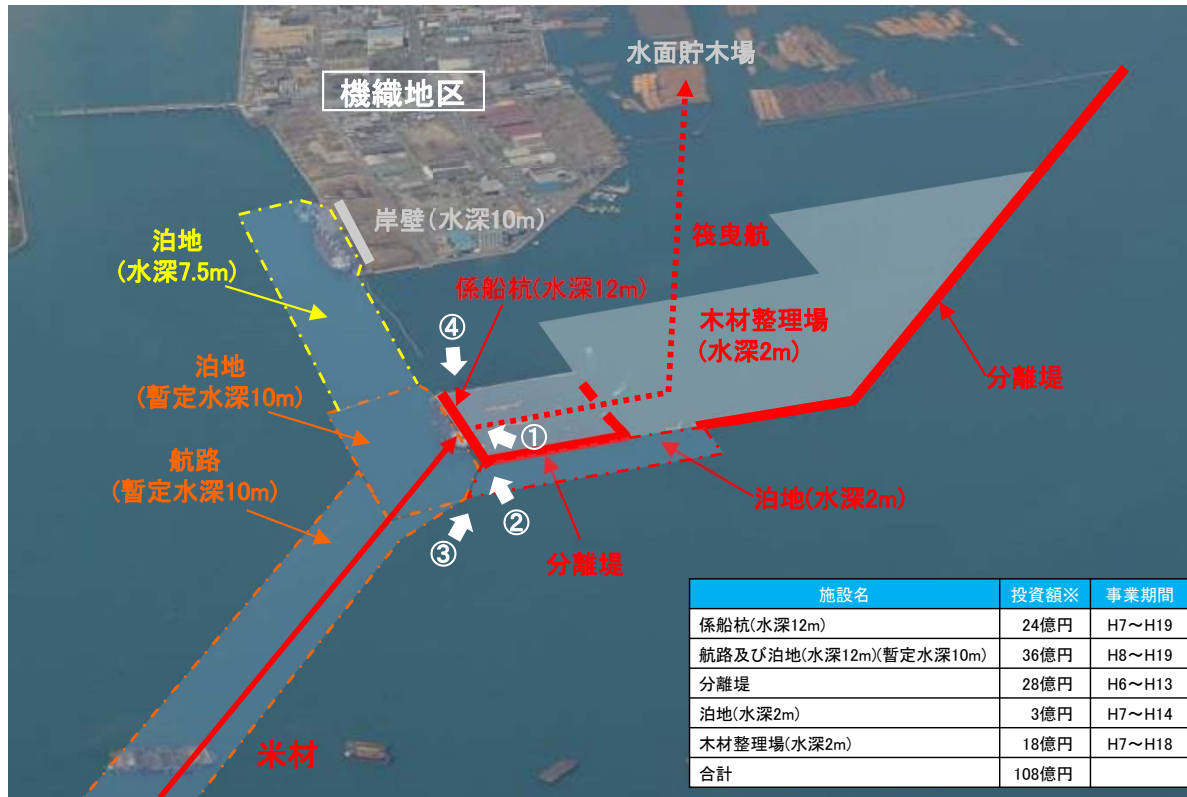 水面貯木場
機織地区
岸壁(水深10m)
筏曳航
泊地
(水深7.5m)
係船杭(水深12m)
④
木材整理場
(水深2m)
泊地
(暫定水深10m)
分離堤
①
航路
(暫定水深10m)
泊地(水深2m)
②
③
分離堤
米材
施設名 投資額※ 事業期間
係船杭(水深12m) 24億円 H7～H19
航路及び泊地(水深12m)(暫定水深10m) 36億円 H8～H19
分離堤 28億円 H6～H13
泊地(水深2m) 3億円 H7～H14
木材整理場(水深2m) 18億円 H7～H18
合計 108億円